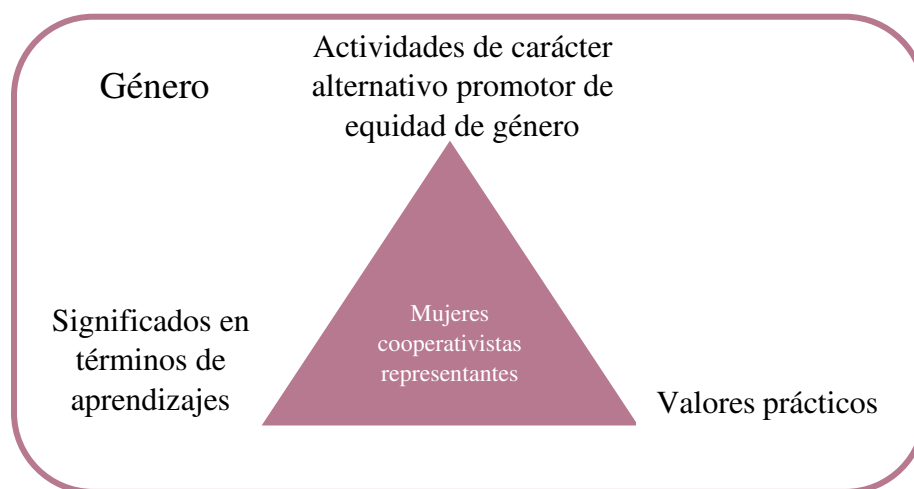 Género
Actividades de carácter
alternativo promotor de
equidad de género
Significados en
términos de
aprendizajes
Mujeres
cooperativistas
representantes
Valores prácticos